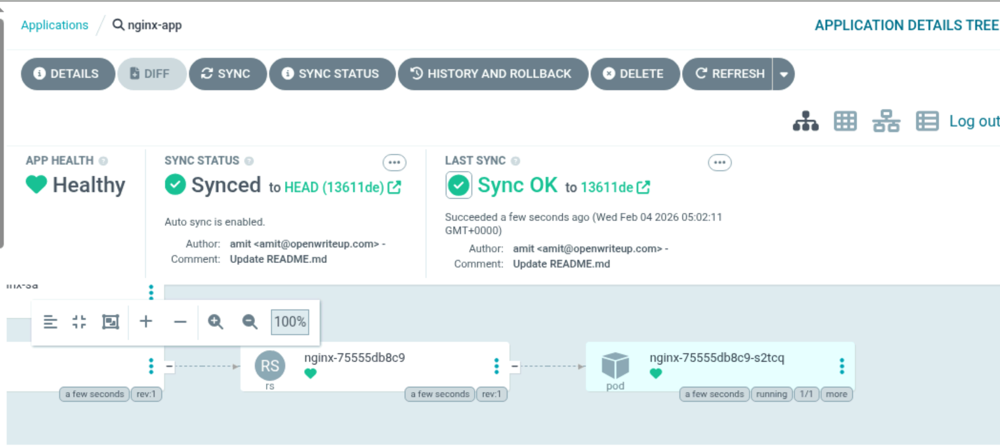 Applications / nginx-app
APPLICATION DETAILS TREE
DETAILS
DIFF
SYNC
SYNC STATUS
HISTORY AND ROLLBACK
DELETE
REFRESH
Log out
APP HEALTH
Healthy
SYNC STATUS
Synced to HEAD (13611de)
Auto sync is enabled.
Author: amit <amit@openwriteup.com> -
Comment: Update README.md
LAST SYNC
Sync OK to 13611de
Succeeded a few seconds ago (Wed Feb 04 2026 05:02:11
GMT+0000)
Author: amit <amit@openwriteup.com> -
Comment: Update README.md
100%
a few seconds rev:1
RS
rs
nginx-75555db8c9
a few seconds rev:1
pod
nginx-75555db8c9-s2tcq
a few seconds running 1/1 more